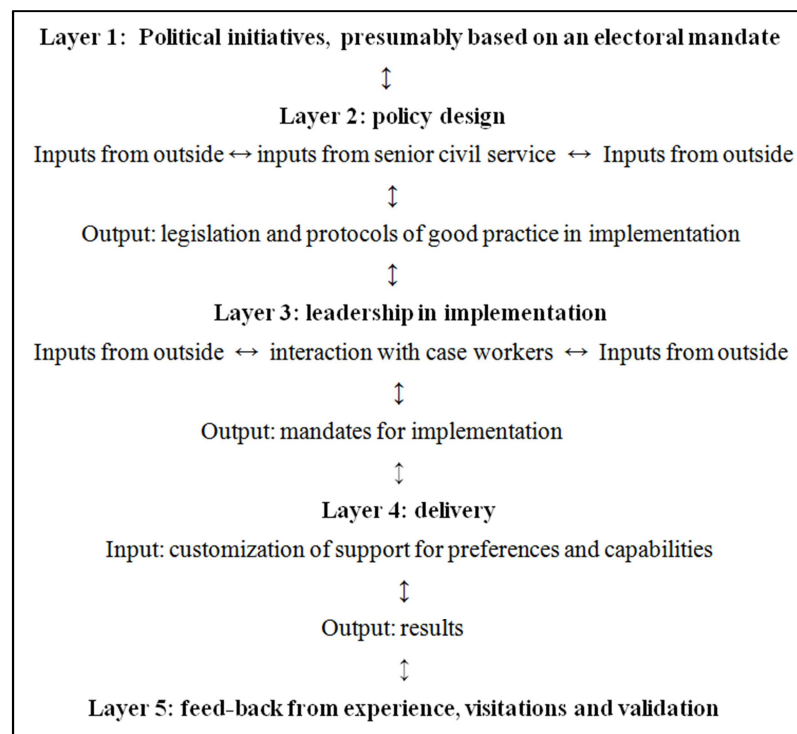 Layer 1:  Political initiatives, presumably based on an electoral mandate
↕
Layer 2: policy design
Inputs from outside ↔ inputs from senior civil service ↔ Inputs from outside
↕
Output: legislation and protocols of good practice in implementation
↕
Layer 3: leadership in implementation
Inputs from outside ↔ interaction with case workers ↔ Inputs from outside
↕
Output: mandates for implementation
↕
Layer 4: delivery
Input: customization of support for preferences and capabilities
↕
Output: results
↕
Layer 5: feed-back from experience, visitations and validation